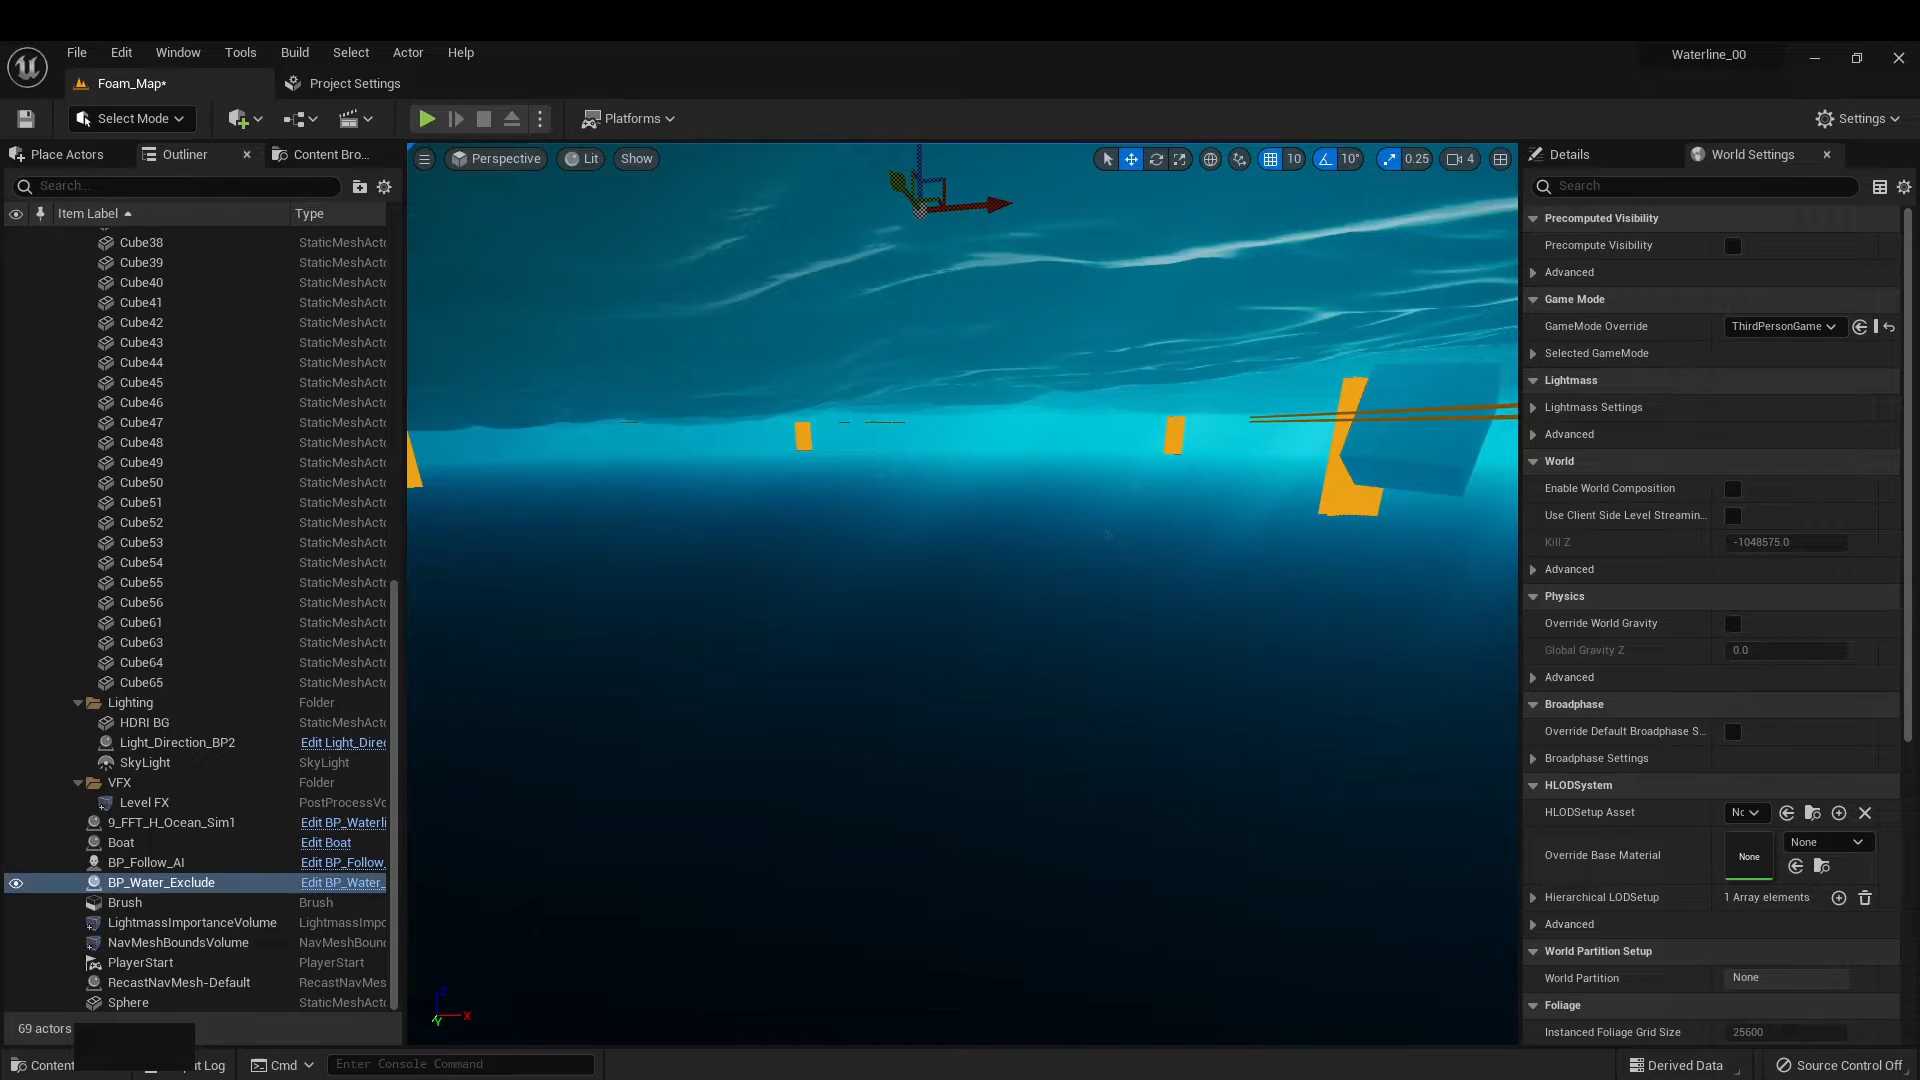 File Edit Window Tools Build Select Actor Help
Waterline_00
Foam_Map*
Project Settings
Select Mode
Platforms
Settings
Place Actors
Outliner
Content Bro...
Perspective
Lit
Show
10
10°
0.25
4
Details
World Settings
Search...
Search
Item Label
Type
Cube38 StaticMeshActo
Cube39 StaticMeshActo
Cube40 StaticMeshActo
Cube41 StaticMeshActo
Cube42 StaticMeshActo
Cube43 StaticMeshActo
Cube44 StaticMeshActo
Cube45 StaticMeshActo
Cube46 StaticMeshActo
Cube47 StaticMeshActo
Cube48 StaticMeshActo
Cube49 StaticMeshActo
Cube50 StaticMeshActo
Cube51 StaticMeshActo
Cube52 StaticMeshActo
Cube53 StaticMeshActo
Cube54 StaticMeshActo
Cube55 StaticMeshActo
Cube56 StaticMeshActo
Cube61 StaticMeshActo
Cube63 StaticMeshActo
Cube64 StaticMeshActo
Cube65 StaticMeshActo
Lighting Folder
HDRI BG StaticMeshActo
Light_Direction_BP2 Edit Light_Direc
SkyLight SkyLight
VFX Folder
Level FX PostProcessVo
9_FFT_H_Ocean_Sim1 Edit BP_Waterli
Boat Edit Boat
BP_Follow_AI Edit BP_Follow_
BP_Water_Exclude Edit BP_Water_
Brush Brush
LightmassImportanceVolume LightmassImpo
NavMeshBoundsVolume NavMeshBound
PlayerStart PlayerStart
RecastNavMesh-Default RecastNavMes
Sphere StaticMeshActo
69 actors
Z
X
Y
Precomputed Visibility
Precompute Visibility
Advanced
Game Mode
GameMode Override ThirdPersonGame
Selected GameMode
Lightmass
Lightmass Settings
Advanced
World
Enable World Composition
Use Client Side Level Streamin...
Kill Z -1048575.0
Advanced
Physics
Override World Gravity
Global Gravity Z 0.0
Advanced
Broadphase
Override Default Broadphase S...
Broadphase Settings
HLODSystem
HLODSetup Asset Nc
Override Base Material None None
Hierarchical LODSetup 1 Array elements
Advanced
World Partition Setup
World Partition None
Foliage
Instanced Foliage Grid Size 25600
Content
ut Log
Cmd
Enter Console Command
Derived Data
Source Control Off